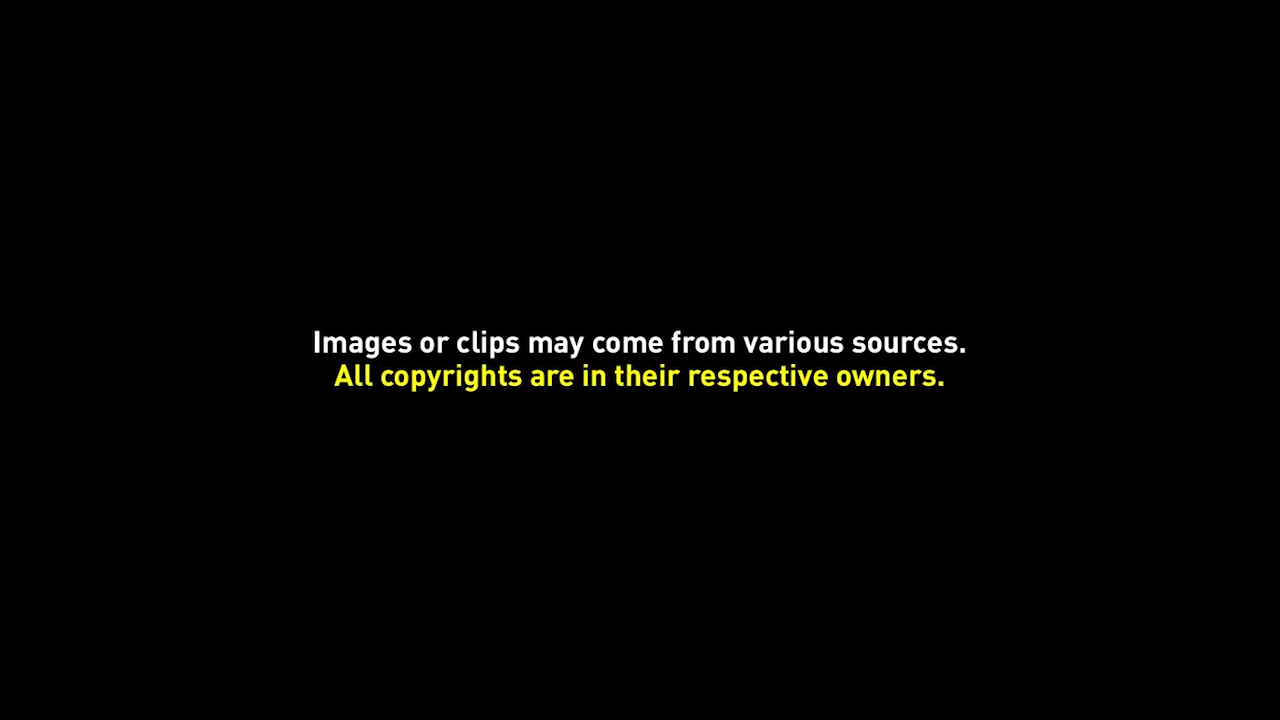 Images or clips may come from various sources.
All copyrights are in their respective owners.